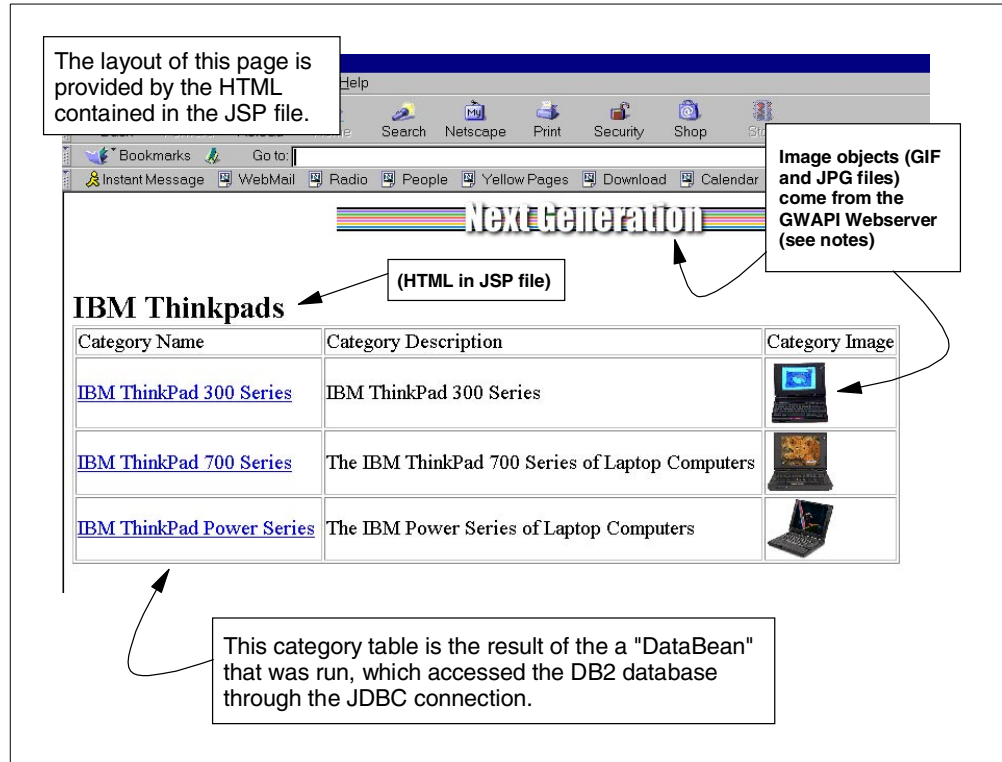 The layout of this page is
provided by the HTML
contained in the JSP file.
Help
Search Netscape Print Security Shop
Bookmarks Go to:
Instant Message WebMail Radio People Yellow Pages Download Calendar
Image objects (GIF
and JPG files)
come from the
GWAPI Webserver
(see notes)
Next Generation
(HTML in JSP file)
IBM Thinkpads
Category Name Category Description Category Image
IBM ThinkPad 300 Series IBM ThinkPad 300 Series
IBM ThinkPad 700 Series The IBM ThinkPad 700 Series of Laptop Computers
IBM ThinkPad Power Series The IBM Power Series of Laptop Computers
This category table is the result of the a "DataBean"
that was run, which accessed the DB2 database
through the JDBC connection.